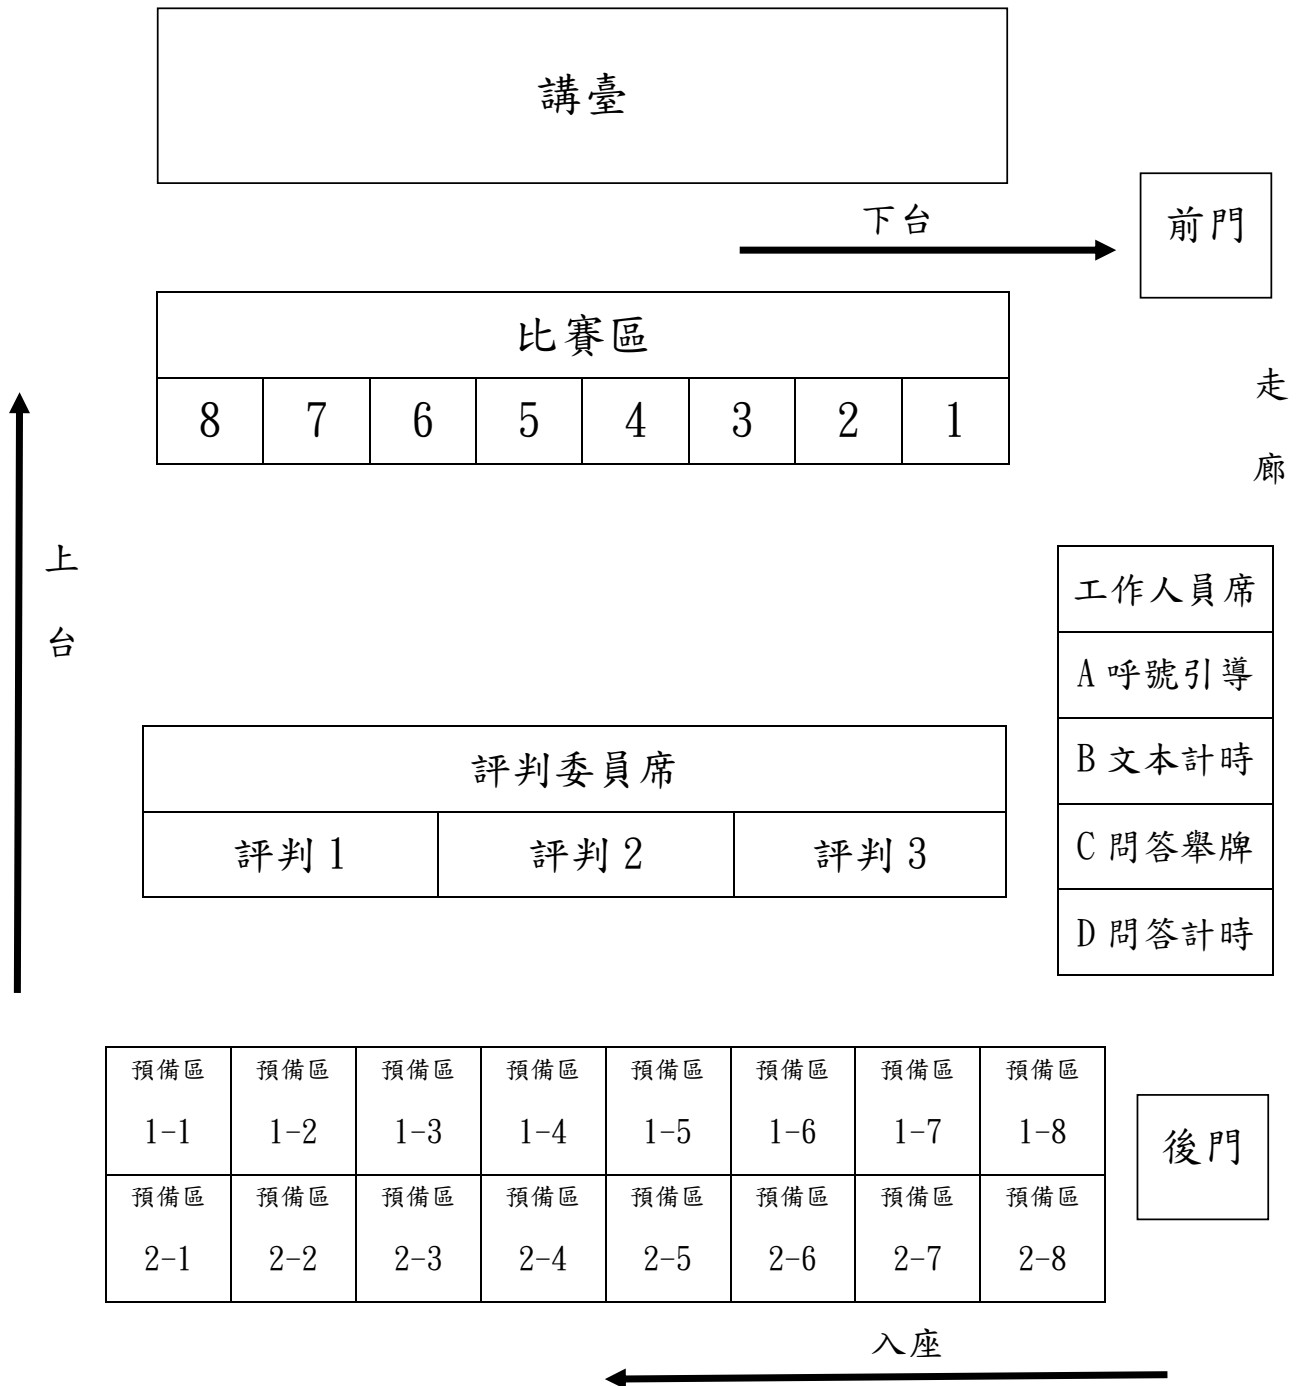 講臺
下台
前門
比賽區
8 7 6 5 4 3 2 1
走
廊
上
台
工作人員席
A 呼號引導
B 文本計時
C 問答舉牌
D 問答計時
評判委員席
評判 1 評判 2 評判 3
預備區 預備區 預備區 預備區 預備區 預備區 預備區 預備區
1-1 1-2 1-3 1-4 1-5 1-6 1-7 1-8
後門
預備區 預備區 預備區 預備區 預備區 預備區 預備區 預備區
2-1 2-2 2-3 2-4 2-5 2-6 2-7 2-8
入座